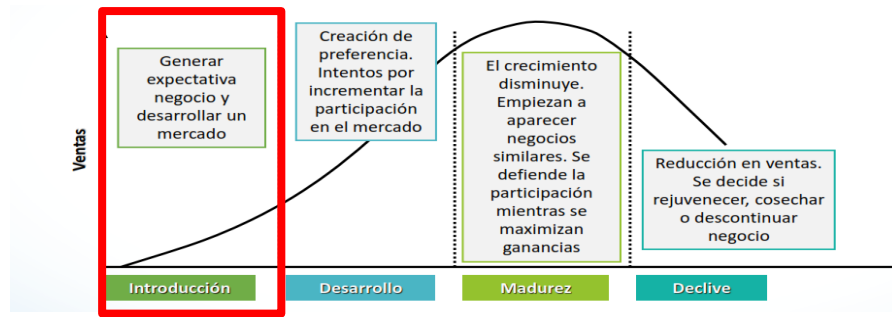 Ventas
Generar
expectativa
negocio y
desarrollar un
mercado
Creación de
preferencia.
Intentos por
incrementar la
participación
en el mercado
El crecimiento
disminuye.
Empiezan a
aparecer
negocios
similares. Se
defiende la
participación
mientras se
maximizan
ganancias
Reducción en ventas.
Se decide si
rejuvenecer, cosechar
o descontinuar
negocio
Introducción
Desarrollo
Madurez
Declive